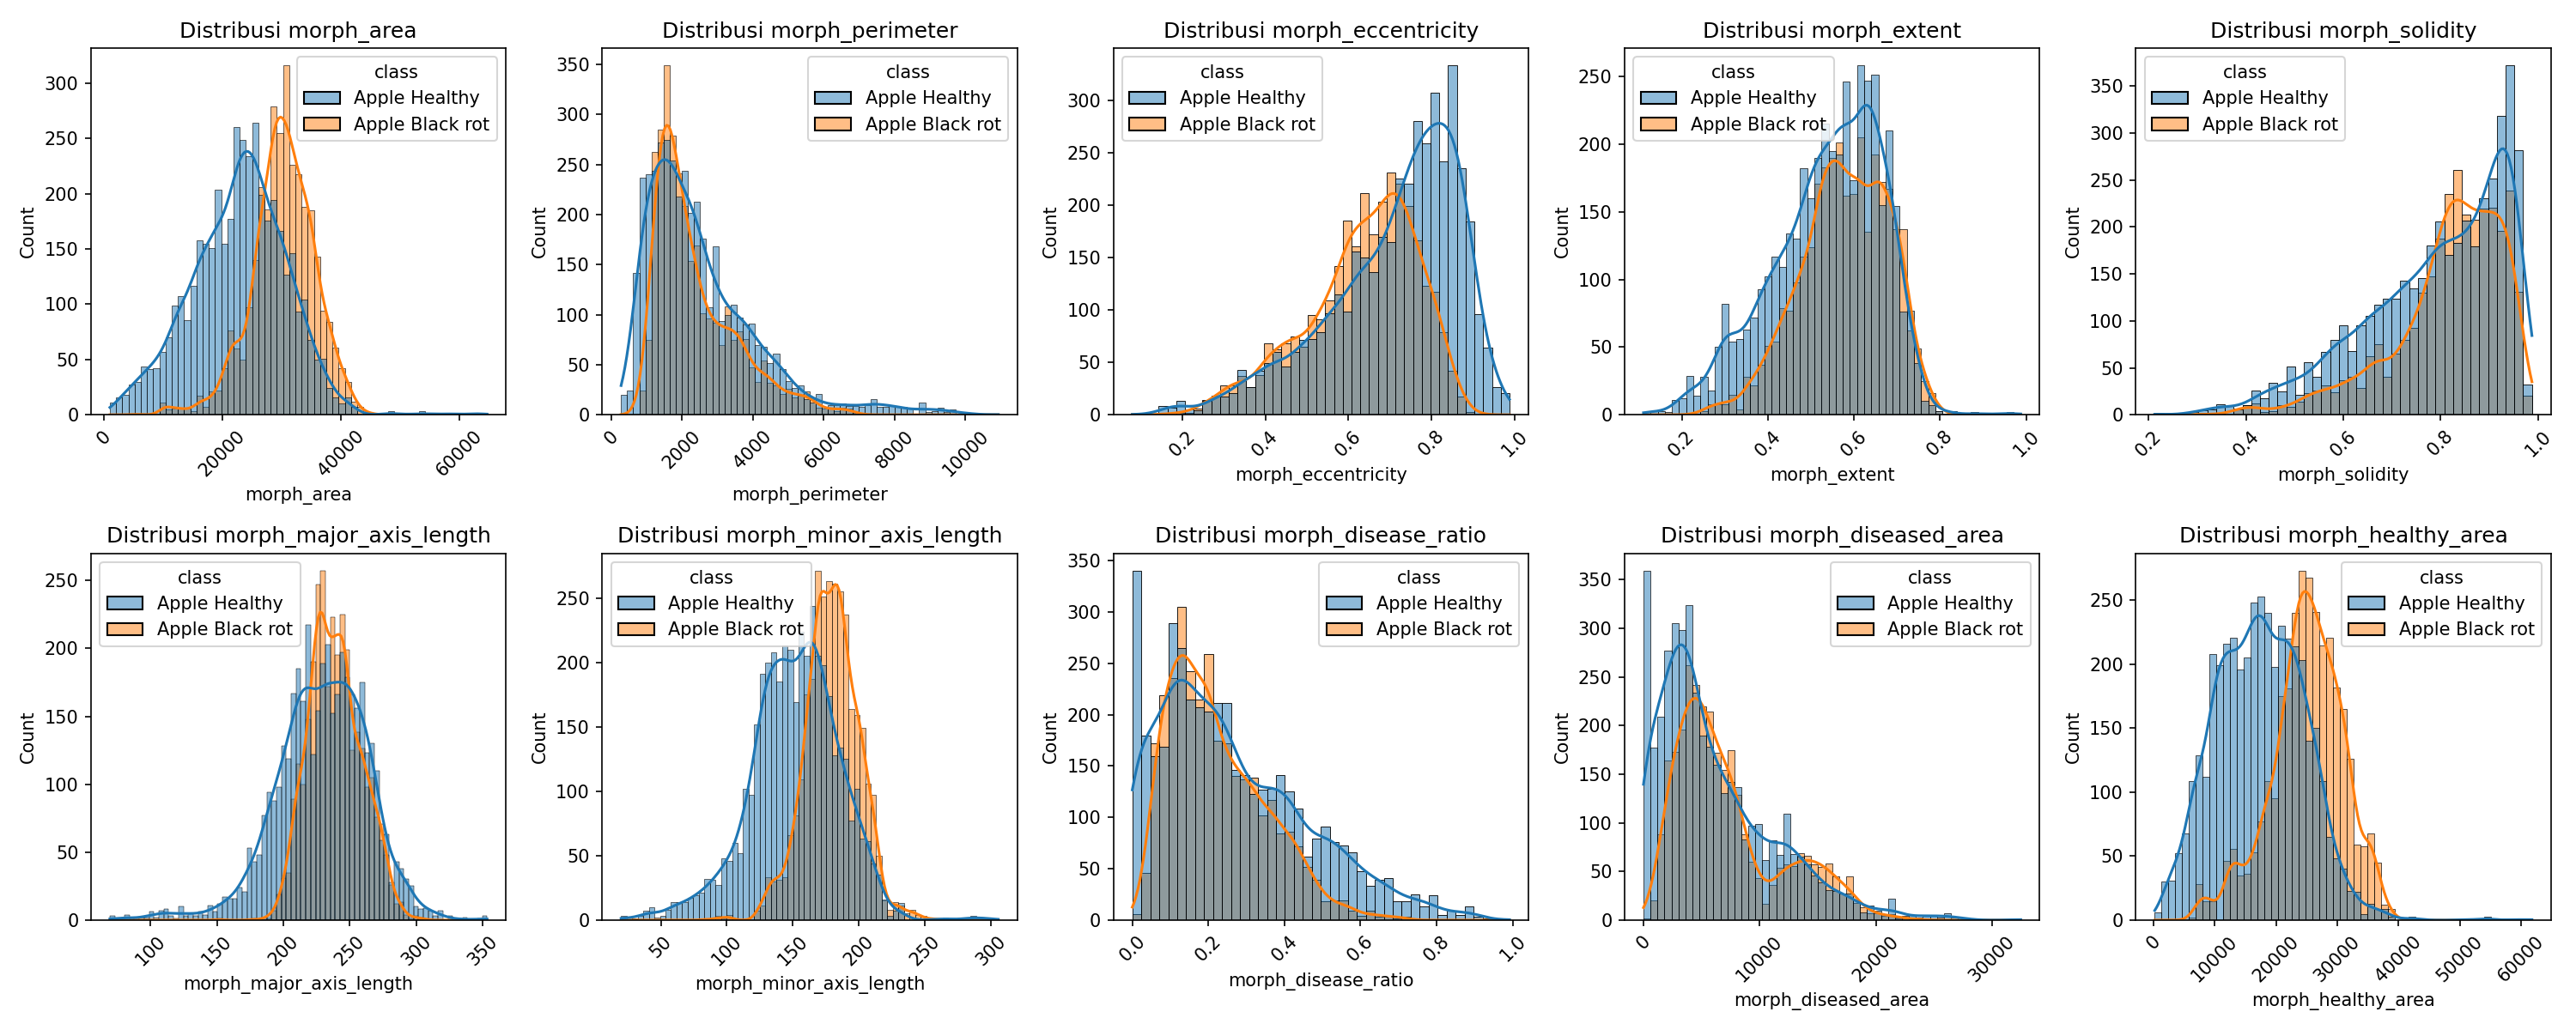 Distribusi morph_area
class
Apple Healthy
Apple Black rot
Count
0
50
100
150
200
250
300
0
20000
40000
60000
morph_area
Distribusi morph_perimeter
class
Apple Healthy
Apple Black rot
Count
0
50
100
150
200
250
300
350
0
2000
4000
6000
8000
10000
morph_perimeter
Distribusi morph_eccentricity
class
Apple Healthy
Apple Black rot
Count
0
50
100
150
200
250
300
0.2
0.4
0.6
0.8
1.0
morph_eccentricity
Distribusi morph_extent
class
Apple Healthy
Apple Black rot
Count
0
50
100
150
200
250
0.2
0.4
0.6
0.8
1.0
morph_extent
Distribusi morph_solidity
class
Apple Healthy
Apple Black rot
Count
0
50
100
150
200
250
300
350
0.2
0.4
0.6
0.8
1.0
morph_solidity
Distribusi morph_major_axis_length
class
Apple Healthy
Apple Black rot
Count
0
50
100
150
200
250
100
150
200
250
300
350
morph_major_axis_length
Distribusi morph_minor_axis_length
class
Apple Healthy
Apple Black rot
Count
0
50
100
150
200
250
50
100
150
200
250
300
morph_minor_axis_length
Distribusi morph_disease_ratio
class
Apple Healthy
Apple Black rot
Count
0
50
100
150
200
250
300
350
0.0
0.2
0.4
0.6
0.8
1.0
morph_disease_ratio
Distribusi morph_diseased_area
class
Apple Healthy
Apple Black rot
Count
0
50
100
150
200
250
300
350
0
10000
20000
30000
morph_diseased_area
Distribusi morph_healthy_area
class
Apple Healthy
Apple Black rot
Count
0
50
100
150
200
250
0
10000
20000
30000
40000
50000
60000
morph_healthy_area